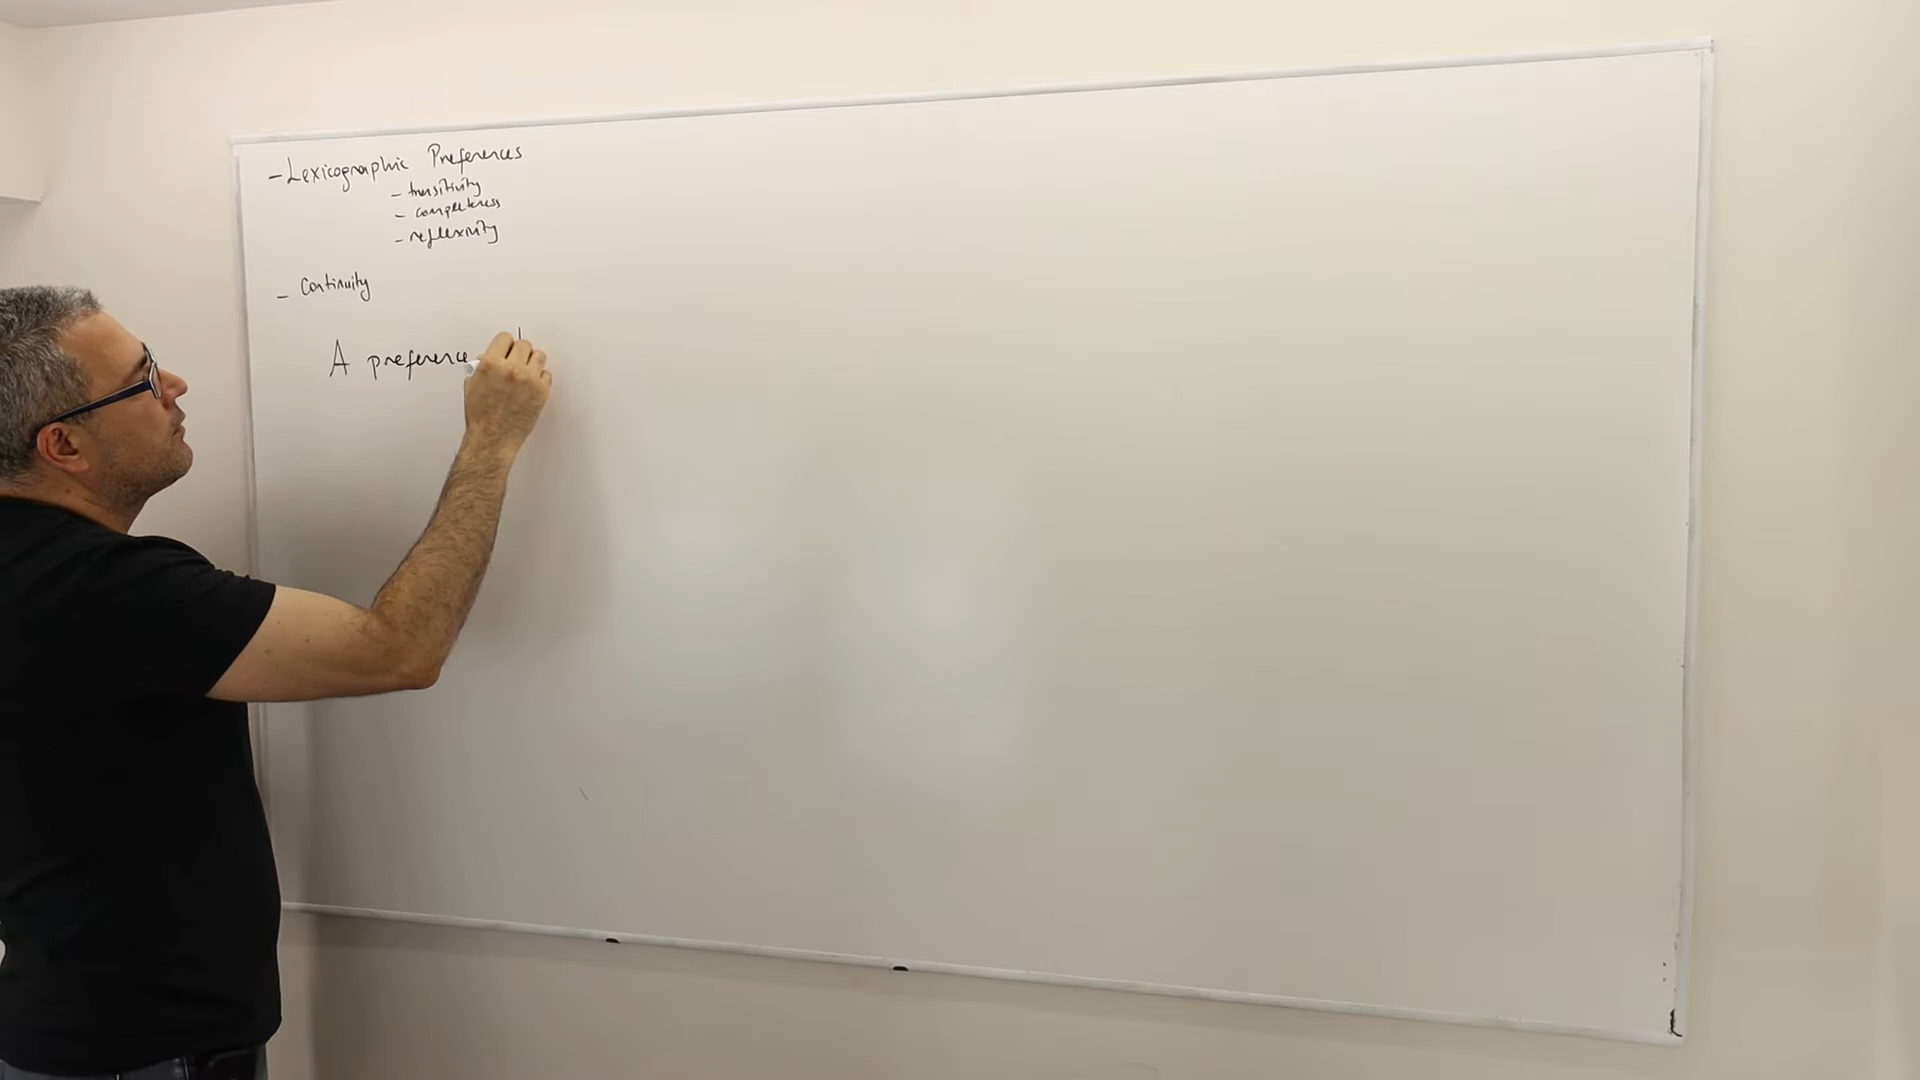 - Lexicographic Preferences
- transitivity
- completeness
- reflexivity
- Continuity
A preference